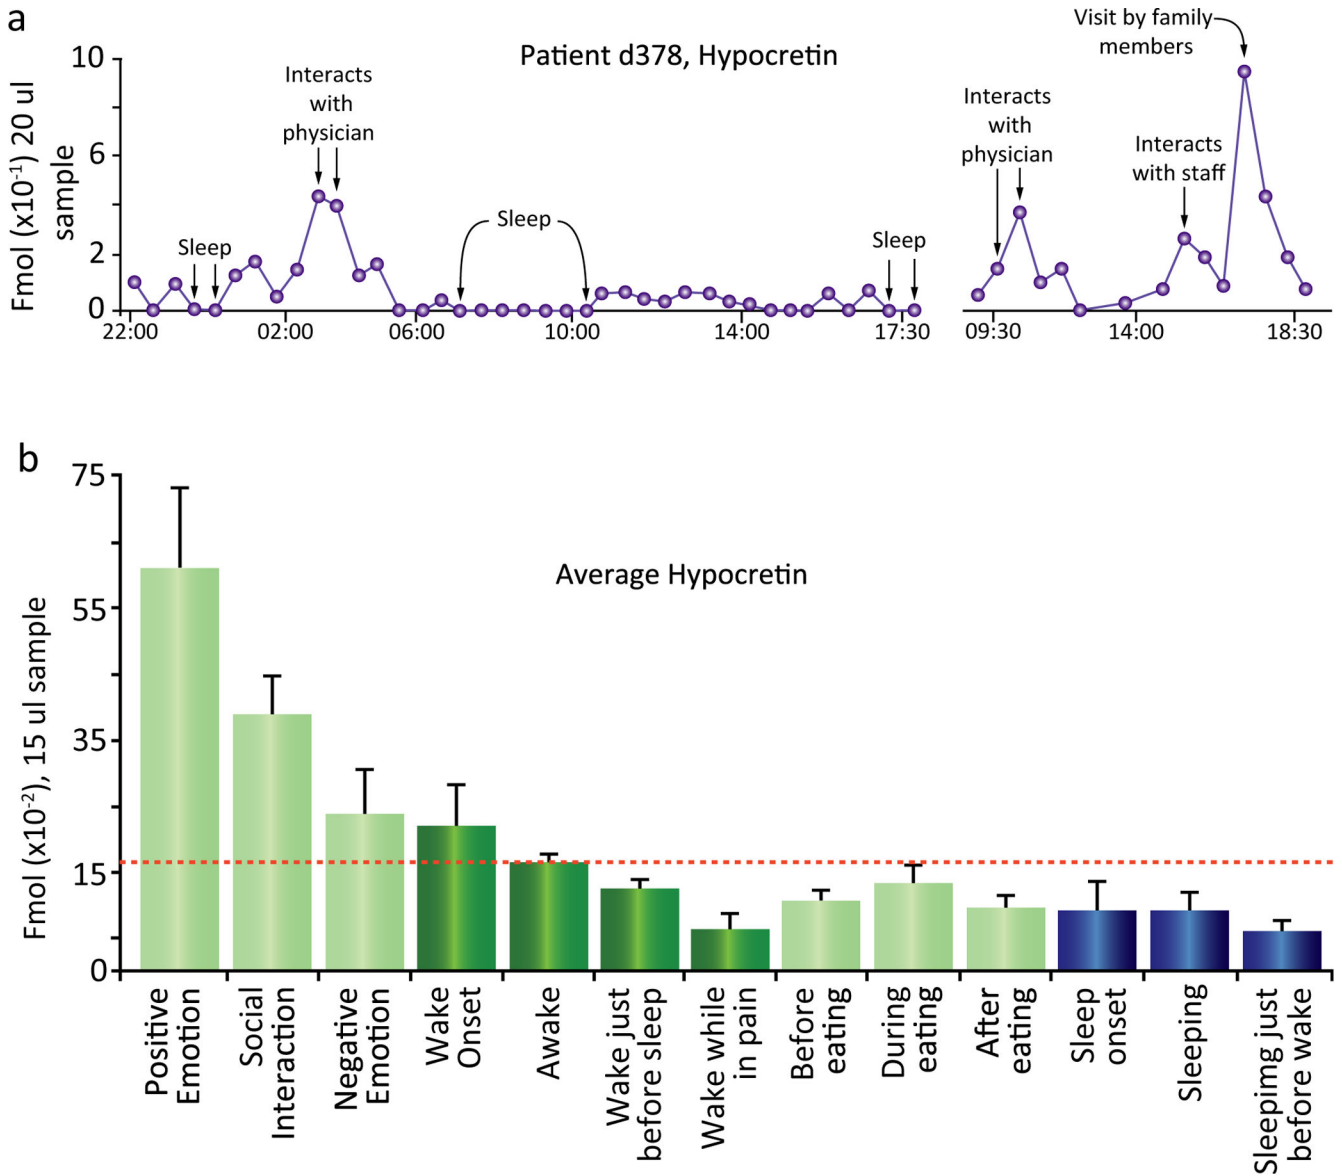 a
Patient d378, Hypocretin
Fmol (x10-1) 20 ul
sample
10
6
2
0
Sleep
Interacts
with
physician
Sleep
Sleep
22:00
02:00
06:00
10:00
14:00
17:30
Interacts
with
physician
Interacts
with staff
Visit by family
members
09:30
14:00
18:30
b
Average Hypocretin
Fmol (x10-2), 15 ul sample
75
55
35
15
0
Positive
Emotion
Social
Interaction
Negative
Emotion
Wake
Onset
Awake
Wake just
before sleep
Wake while
in pain
Before
eating
During
eating
After
eating
Sleep
onset
Sleeping
Sleepimg just
before wake